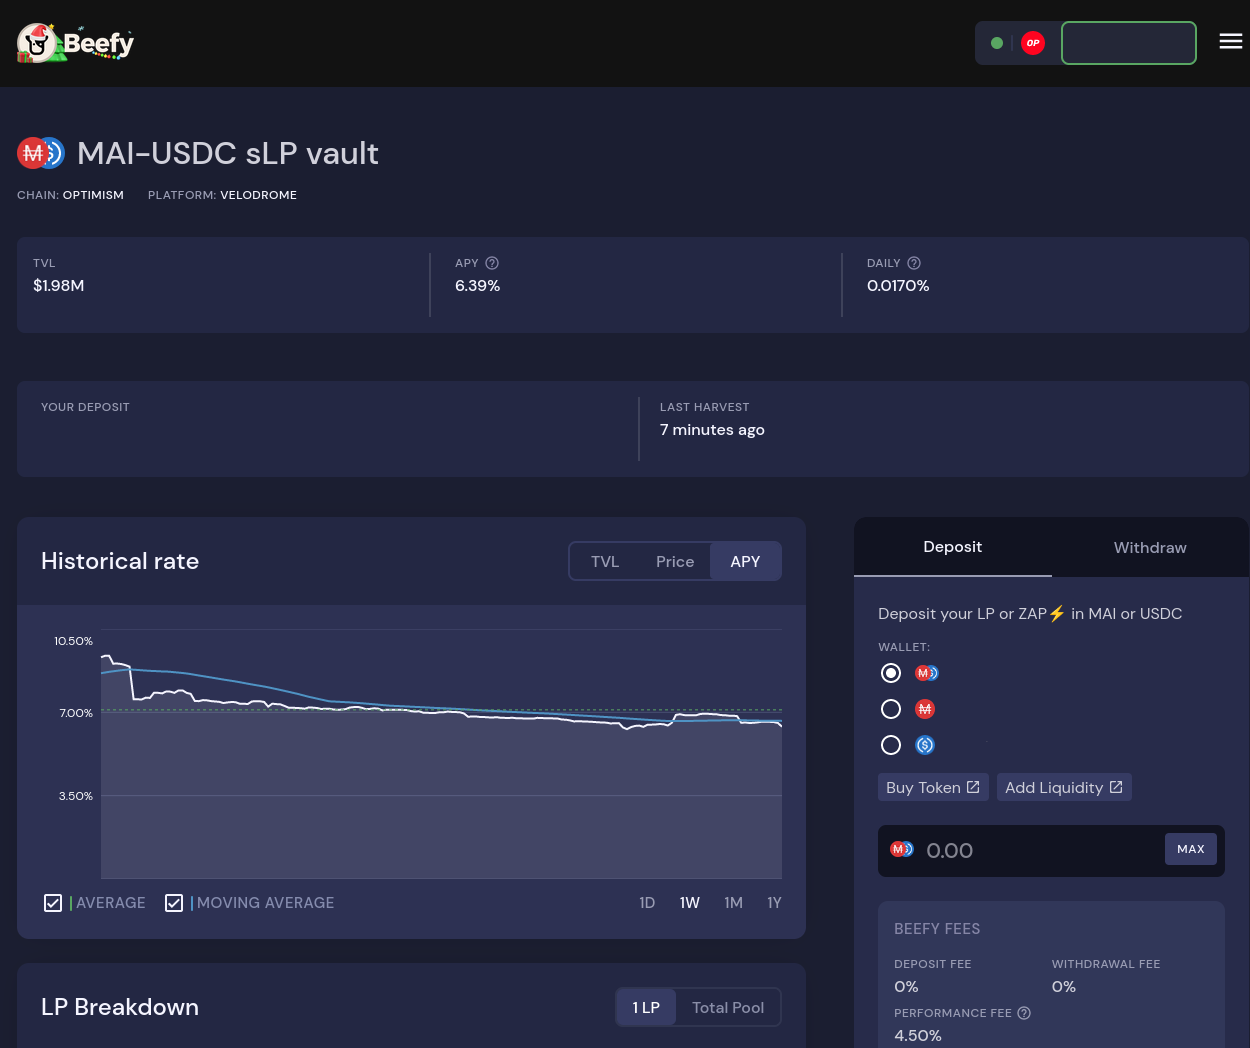 Beefy
OP
MAI-USDC sLP vault
CHAIN: OPTIMISM PLATFORM: VELODROME
TVL APY DAILY
$1.98M 6.39% 0.0170%
YOUR DEPOSIT LAST HARVEST
7 minutes ago
Historical rate TVL Price APY
10.50%
7.00%
3.50%
AVERAGE MOVING AVERAGE 1D 1W 1M 1Y
LP Breakdown 1 LP Total Pool
Deposit Withdraw
Deposit your LP or ZAP⚡ in MAI or USDC
WALLET:
Buy Token Add Liquidity
0.00 MAX
BEEFY FEES
DEPOSIT FEE WITHDRAWAL FEE
0% 0%
PERFORMANCE FEE
4.50%